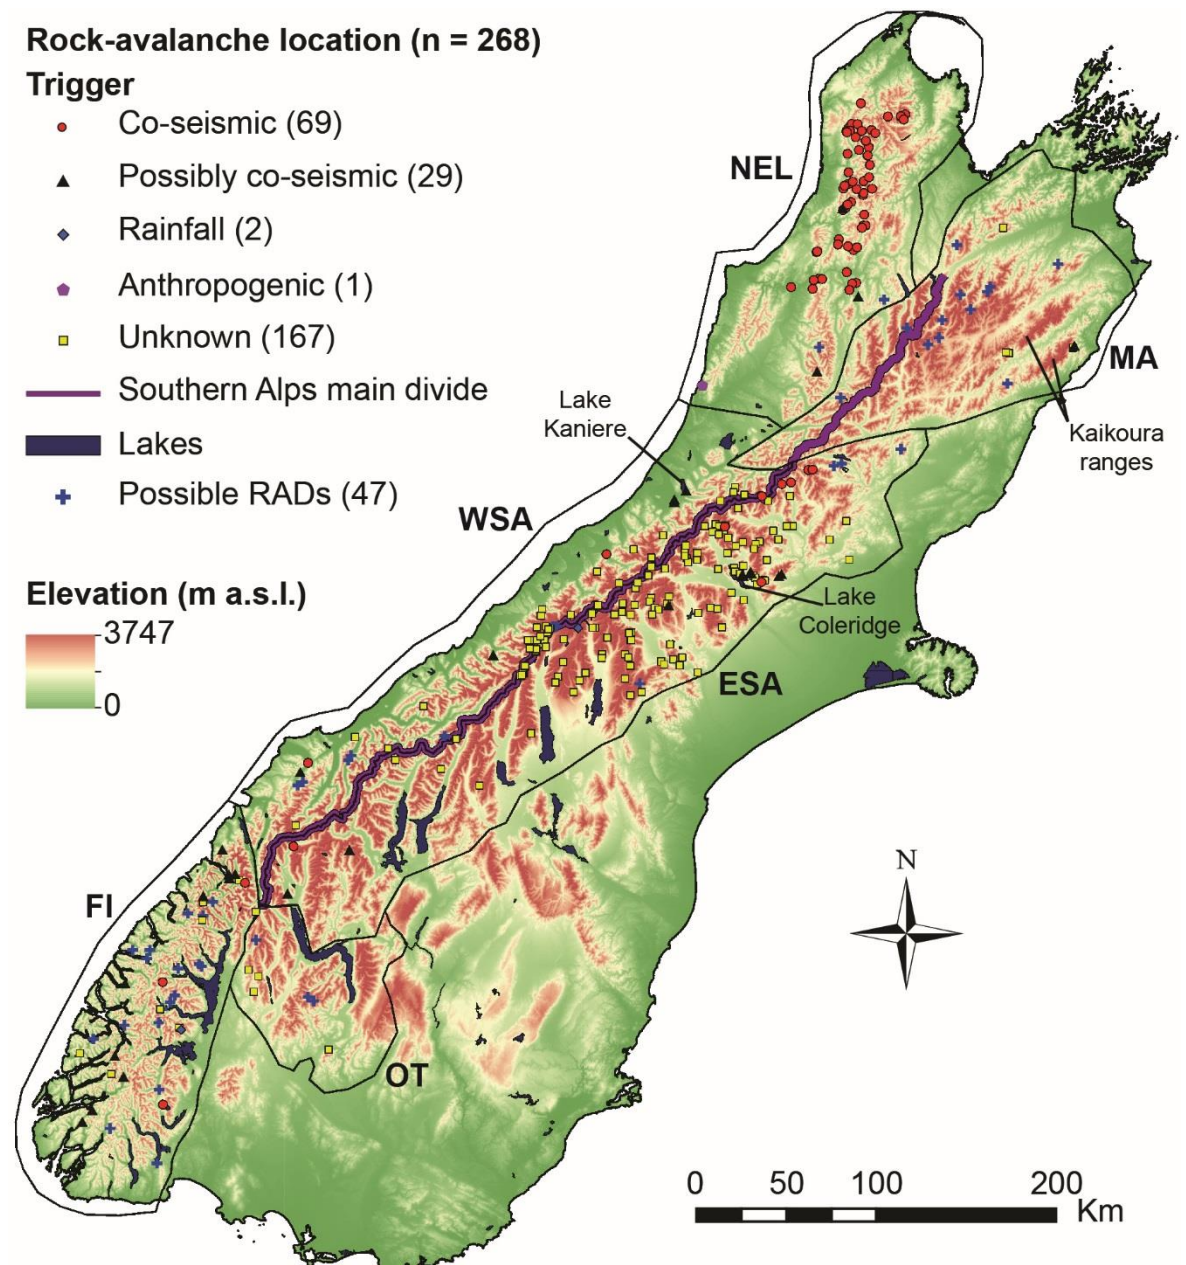 Rock-avalanche location (n = 268)
Trigger
Co-seismic (69)
Possibly co-seismic (29)
Rainfall (2)
Anthropogenic (1)
Unknown (167)
Southern Alps main divide
Lakes
Possible RADs (47)
Elevation (m a.s.l.)
3747
0
NEL
MA
Lake
Kaniere
Kaikoura
ranges
WSA
Lake
Coleridge
ESA
FI
OT
N
0 50 100 200
Km